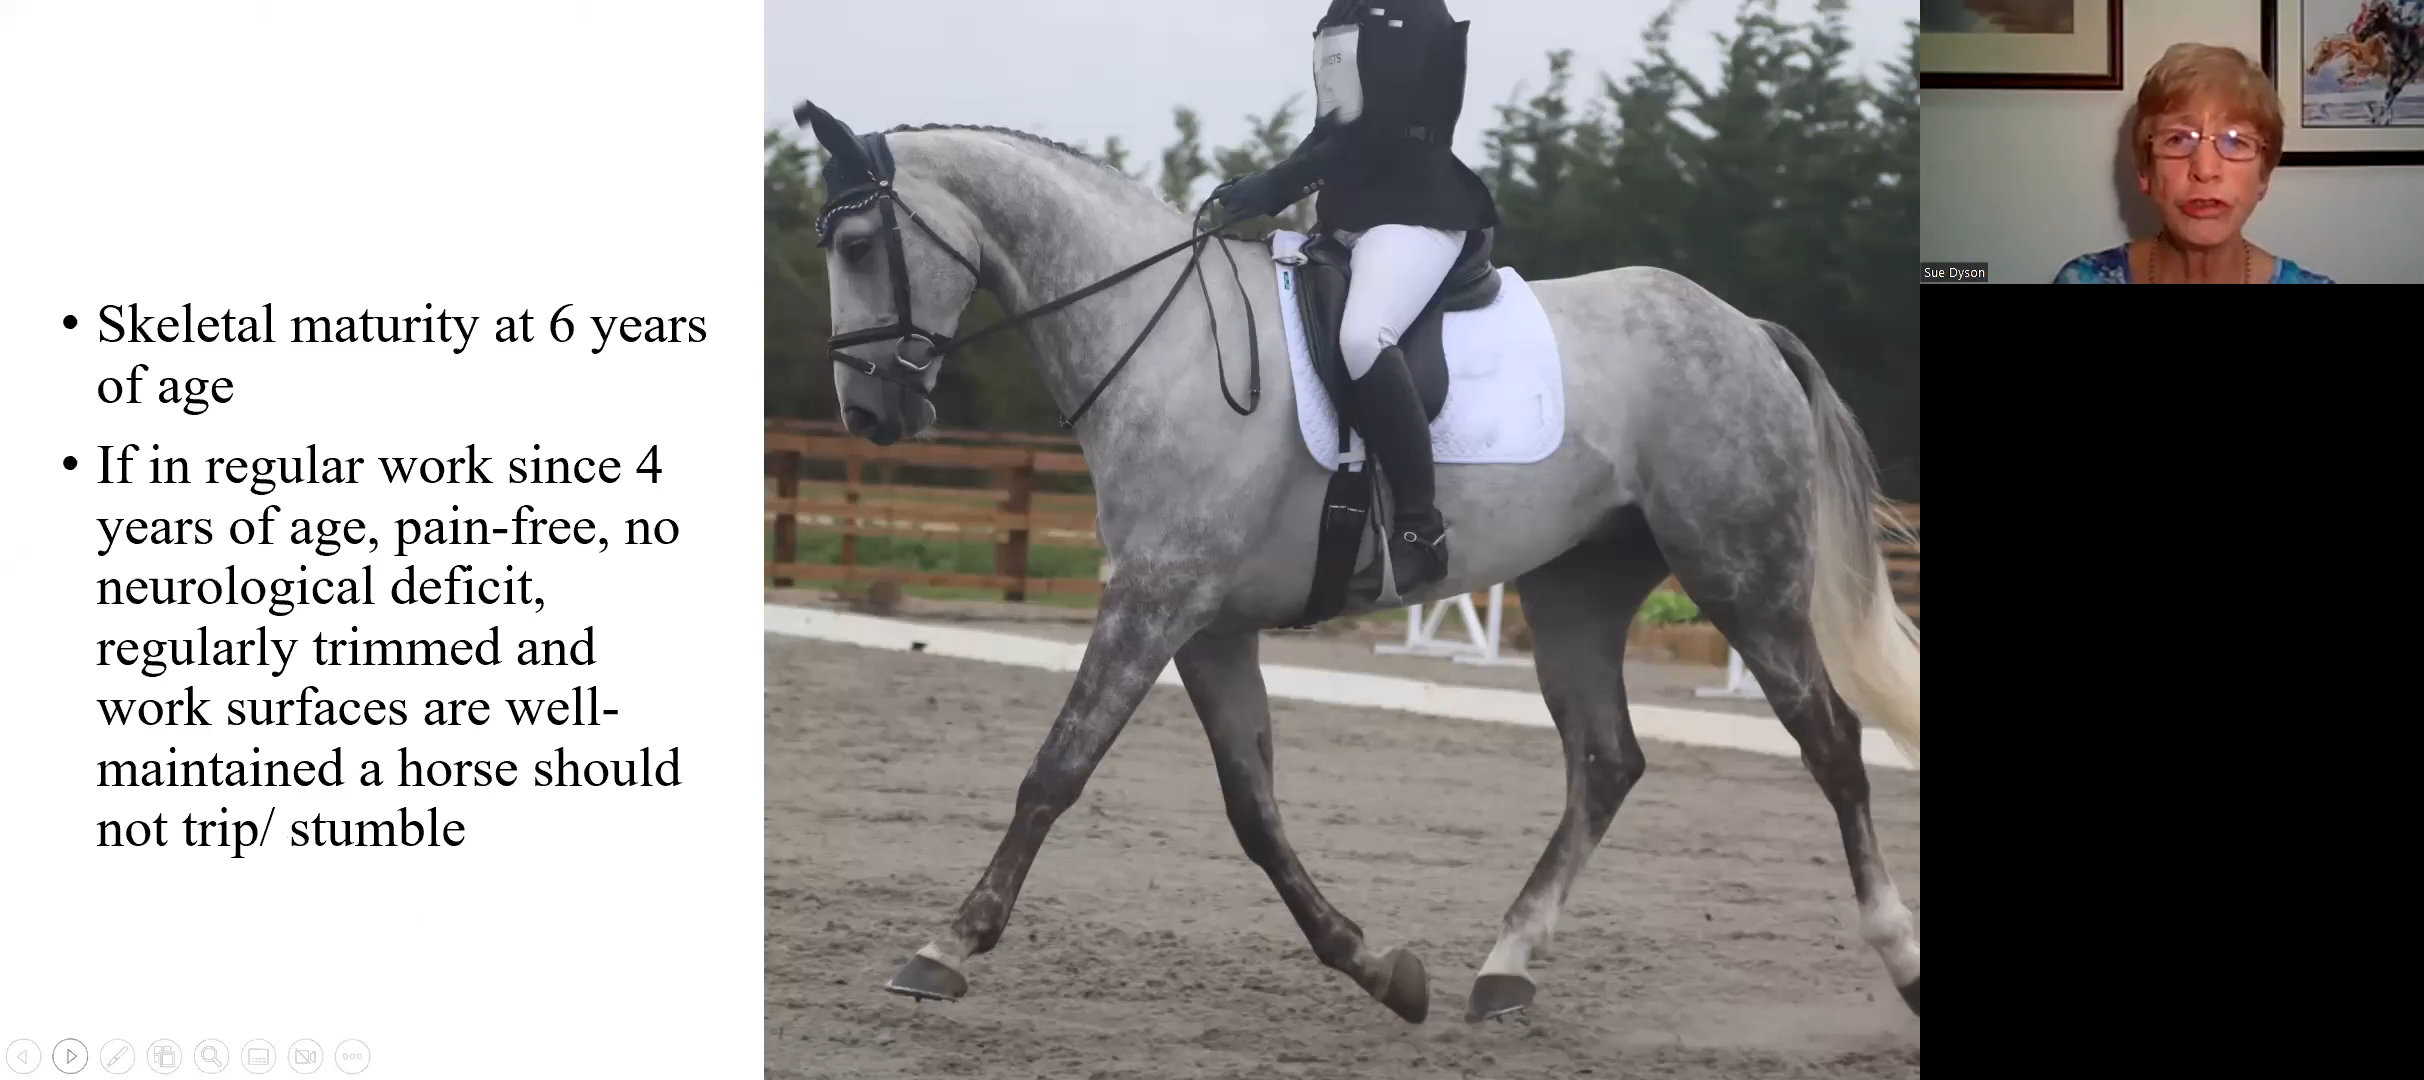 • Skeletal maturity at 6 years
of age
• If in regular work since 4
years of age, pain-free, no
neurological deficit,
regularly trimmed and
work surfaces are well-
maintained a horse should
not trip/ stumble
Sue Dyson